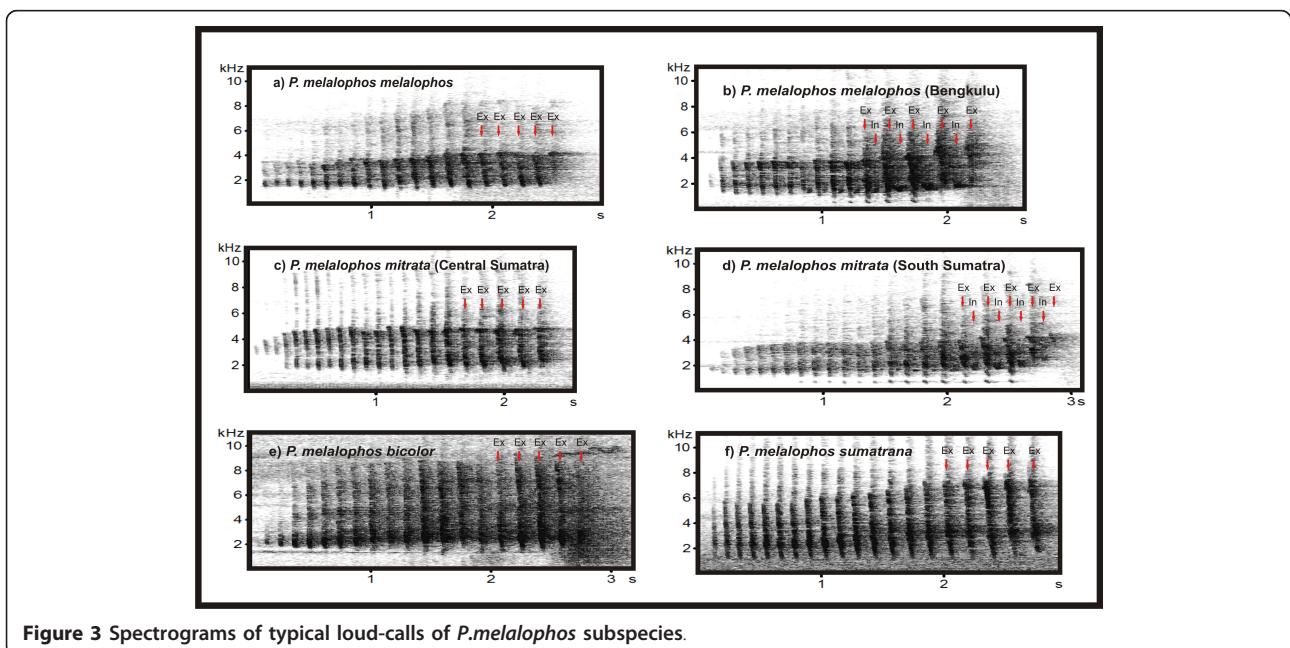 kHz
10
8
6
4
2
a) P. melalophos melalophos
Ex Ex Ex Ex Ex
1 2 s
kHz
10
8
6
4
2
b) P. melalophos melalophos (Bengkulu)
Ex Ex Ex Ex Ex
In In In In
1 2 s
kHz
10
8
6
4
2
c) P. melalophos mitrata (Central Sumatra)
Ex Ex Ex Ex Ex
1 2 s
kHz
10
8
6
4
2
d) P. melalophos mitrata (South Sumatra)
Ex Ex Ex Ex Ex
In In In In
1 2 3 s
kHz
10
8
6
4
2
e) P. melalophos bicolor
Ex Ex Ex Ex Ex
1 2 3 s
kHz
10
8
6
4
2
f) P. melalophos sumatrana
Ex Ex Ex Ex Ex
1 2 s
Figure 3 Spectrograms of typical loud-calls of P.melalophos subspecies.